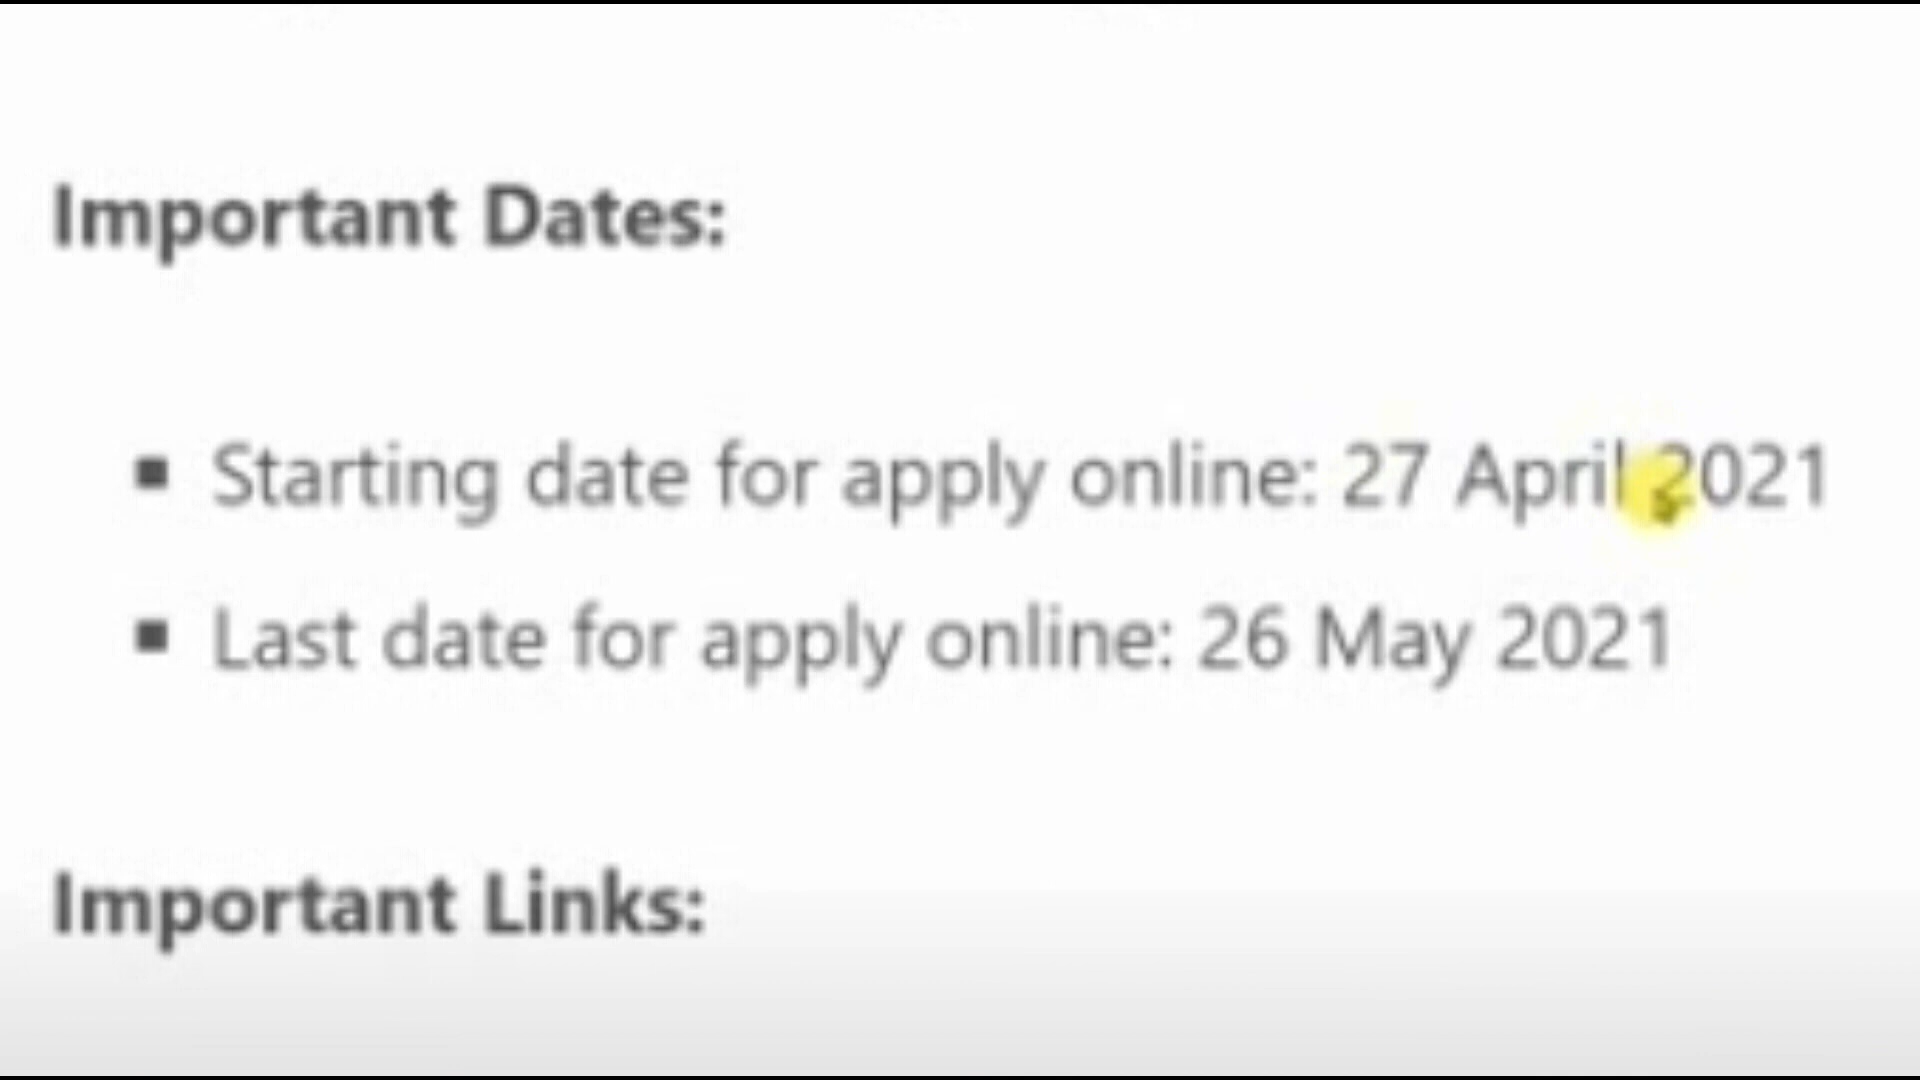 Important Dates:
▪ Starting date for apply online: 27 April 2021
▪ Last date for apply online: 26 May 2021
Important Links: